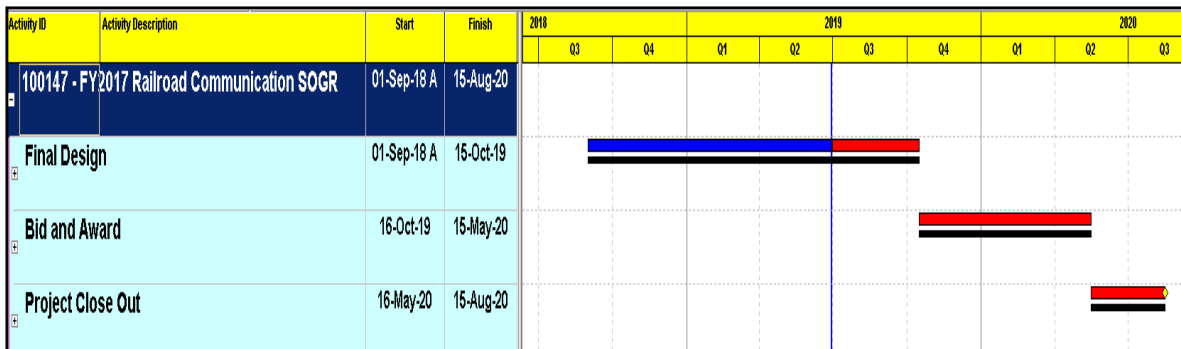 Activity ID Activity Description Start Finish 2018 2019 2020
Q3 Q4 Q1 Q2 Q3 Q4 Q1 Q2 Q3
100147 - FY2017 Railroad Communication SOGR 01-Sep-18 A 15-Aug-20
Final Design 01-Sep-18 A 15-Oct-19
Bid and Award 16-Oct-19 15-May-20
Project Close Out 16-May-20 15-Aug-20